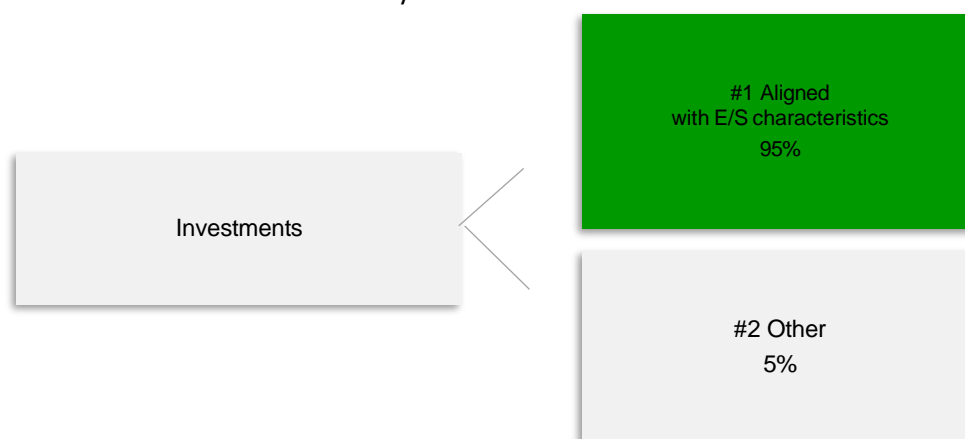 Investments
#1 Aligned
with E/S characteristics
95%
#2 Other
5%